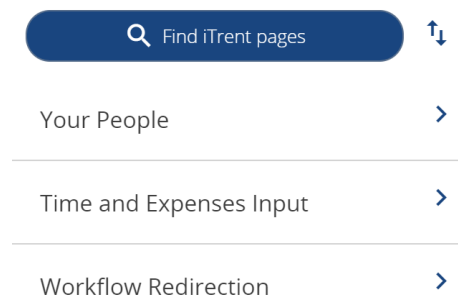 Find iTrent pages
Your People
Time and Expenses Input
Workflow Redirection